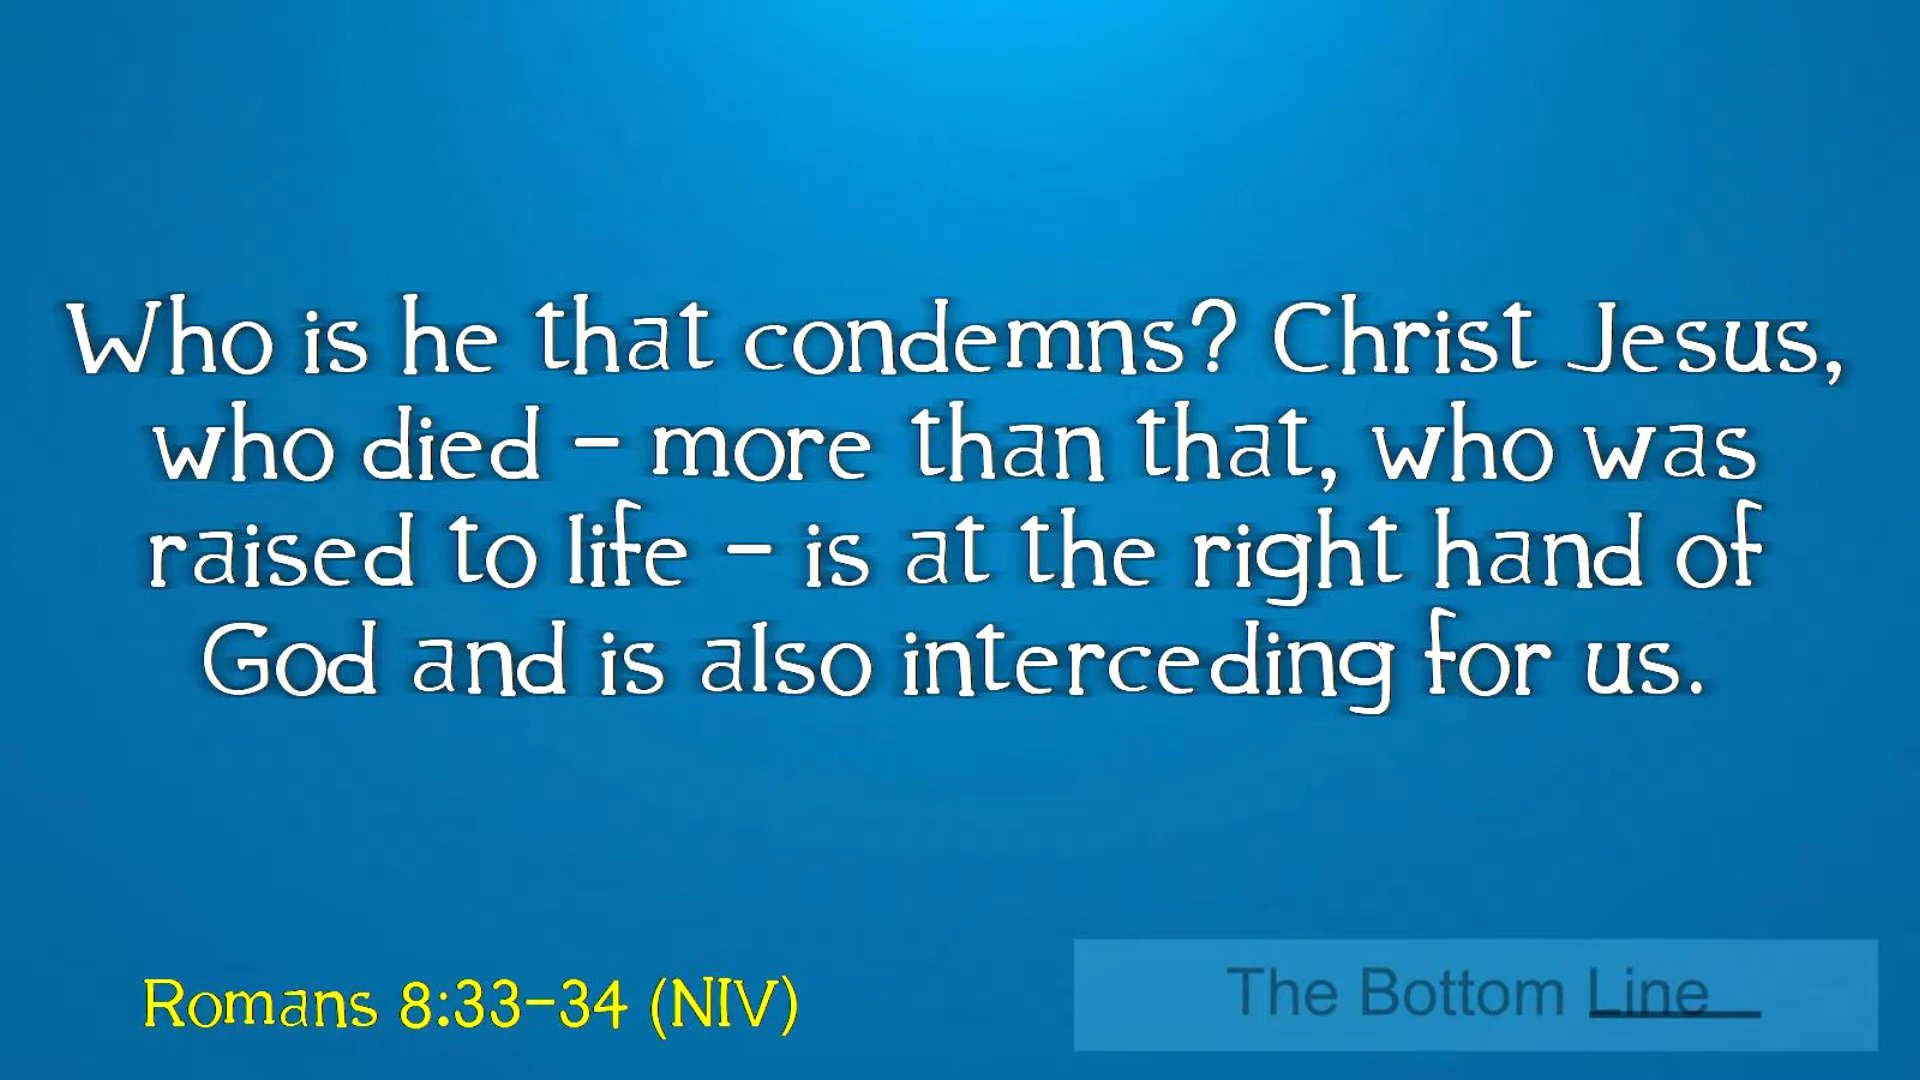 Who is he that condemns? Christ Jesus,
who died – more than that, who was
raised to life – is at the right hand of
God and is also interceding for us.
Romans 8:33-34 (NIV)
The Bottom Line